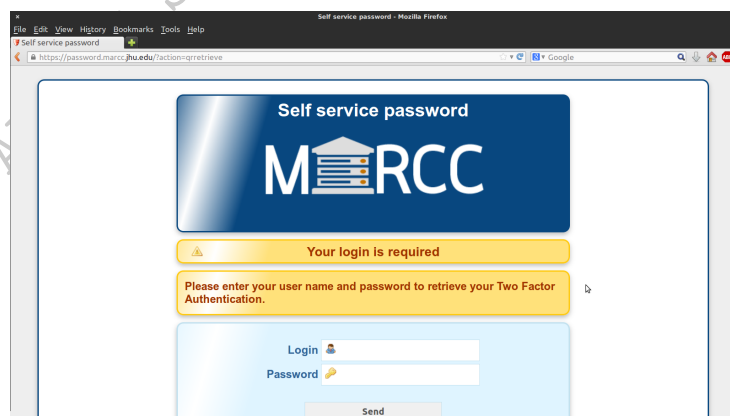 Self service password - Mozilla Firefox
File Edit View History Bookmarks Tools Help
Self service password
https://password.marcc.jhu.edu/?action=qrretrieve
Google
Self service password
MARCC
Your login is required
Please enter your user name and password to retrieve your Two Factor
Authentication.
Login
Password
Send